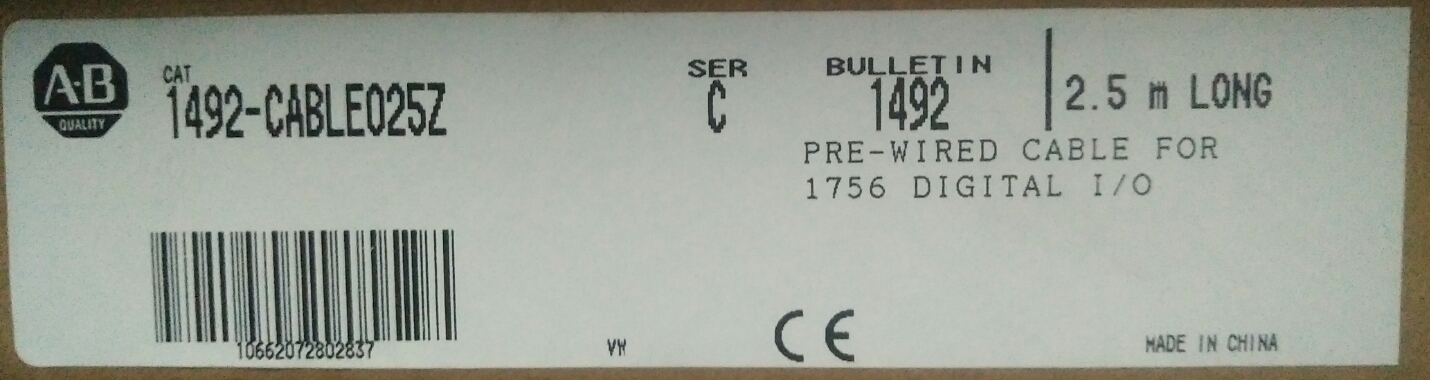 A-B
QUALITY
CAT
1492-CABLE025Z
SER
C
BULLETIN
1492
2.5 m LONG
PRE-WIRED CABLE FOR
1756 DIGITAL I/O
10662072802837
VW
CE
MADE IN CHINA